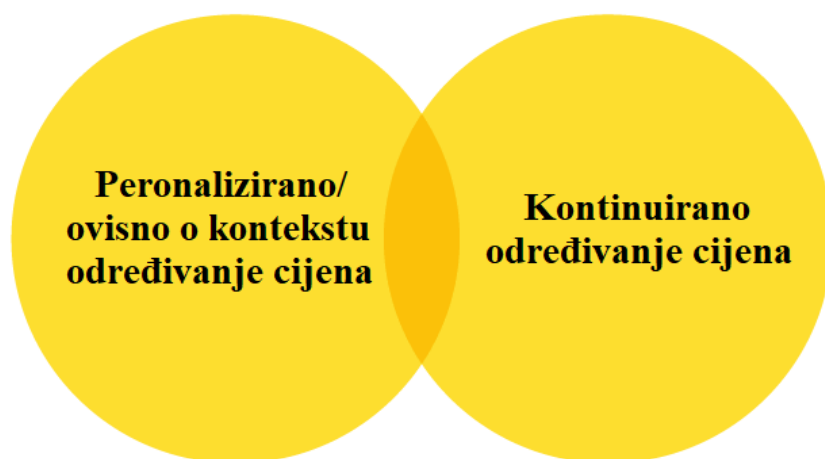 Peronalizirano/
ovisno o kontekstu
određivanje cijena
Kontinuirano
određivanje cijena